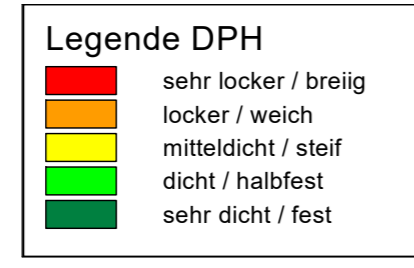 Legende DPH
sehr locker / breiig
locker / weich
mitteldicht / steif
dicht / halbfest
sehr dicht / fest